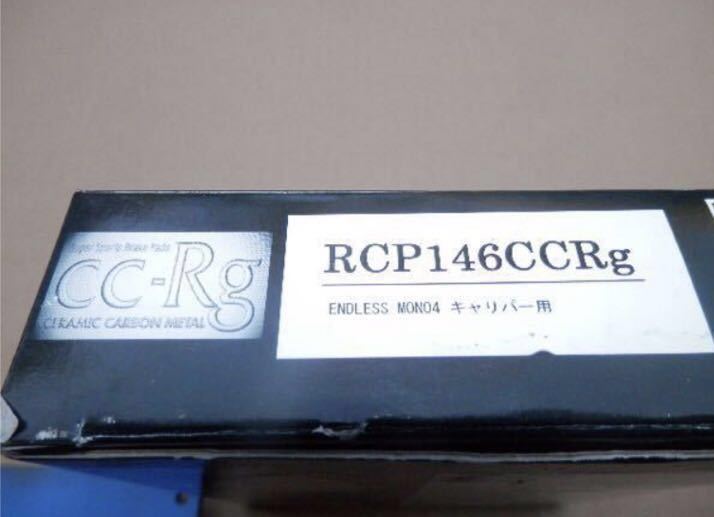 Super Sports Brake Pads
CC-Rg
CERAMIC CARBON METAL
RCP146CCRg
ENDLESS MONO4 キャリパー用